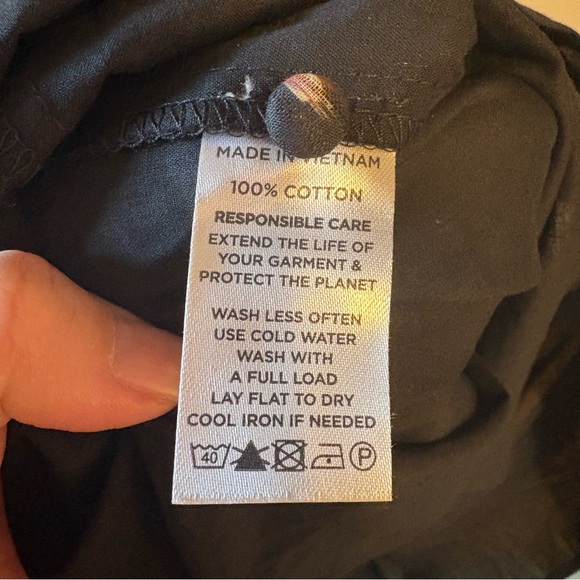 MADE IN VIETNAM
100% COTTON
RESPONSIBLE CARE
EXTEND THE LIFE OF
YOUR GARMENT &
PROTECT THE PLANET
WASH LESS OFTEN
USE COLD WATER
WASH WITH
A FULL LOAD
LAY FLAT TO DRY
COOL IRON IF NEEDED
40 P